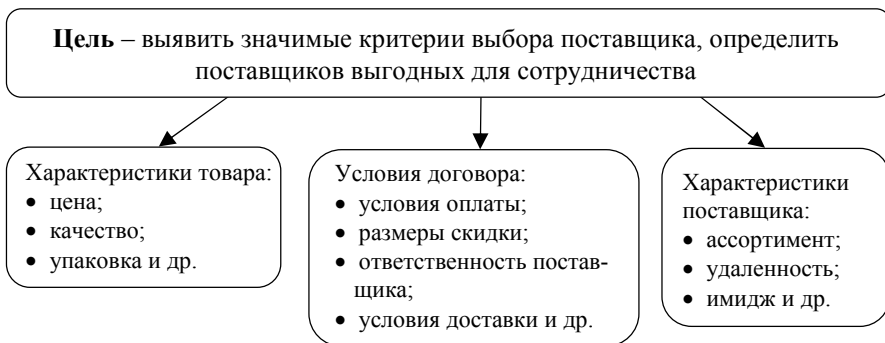 Цель – выявить значимые критерии выбора поставщика, определить
поставщиков выгодных для сотрудничества
Характеристики товара:
• цена;
• качество;
• упаковка и др.
Условия договора:
• условия оплаты;
• размеры скидки;
• ответственность постав-
щика;
• условия доставки и др.
Характеристики
поставщика:
• ассортимент;
• удаленность;
• имидж и др.